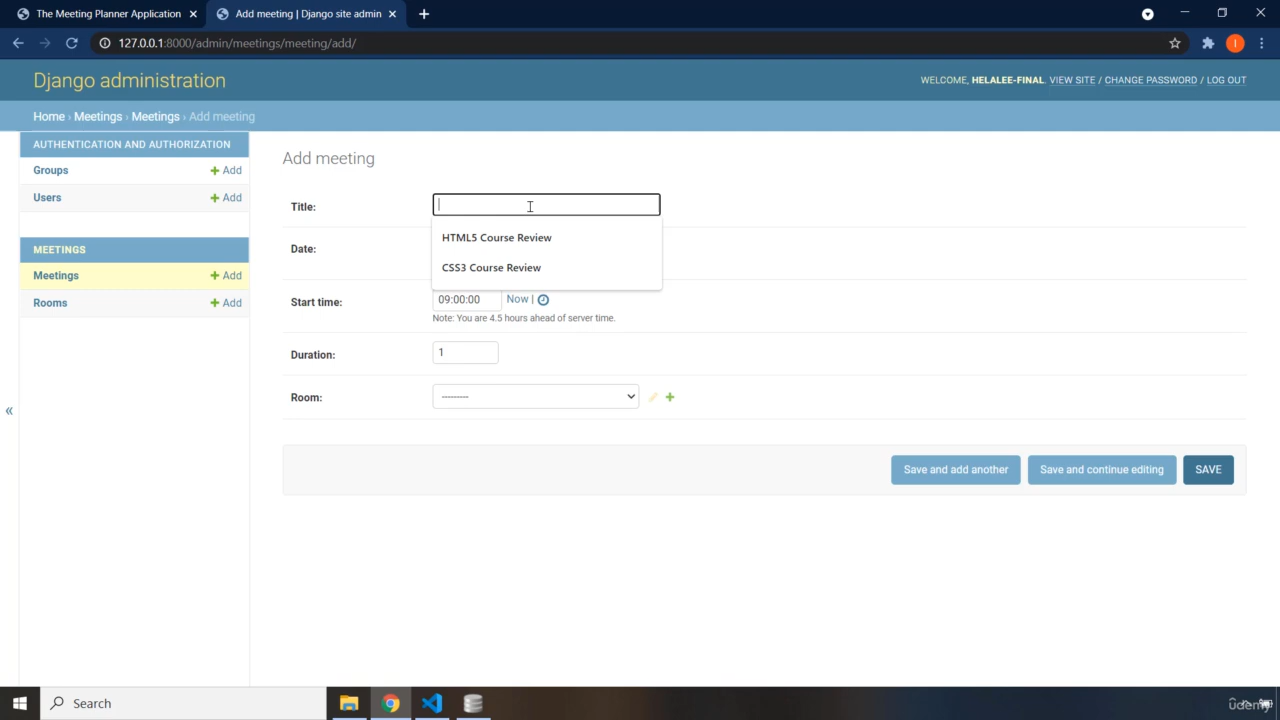 The Meeting Planner Application
Add meeting | Django site admin
127.0.0.1:8000/admin/meetings/meeting/add/
I
Django administration
WELCOME, HELALEE-FINAL. VIEW SITE / CHANGE PASSWORD / LOG OUT
Home › Meetings › Meetings › Add meeting
AUTHENTICATION AND AUTHORIZATION
Groups
Add
Users
Add
MEETINGS
Meetings
Add
Rooms
Add
«
Add meeting
Title:
HTML5 Course Review
CSS3 Course Review
Date:
Start time:
09:00:00
Now |
Note: You are 4.5 hours ahead of server time.
Duration:
1
Room:
---------
Save and add another
Save and continue editing
SAVE
Search
udemy